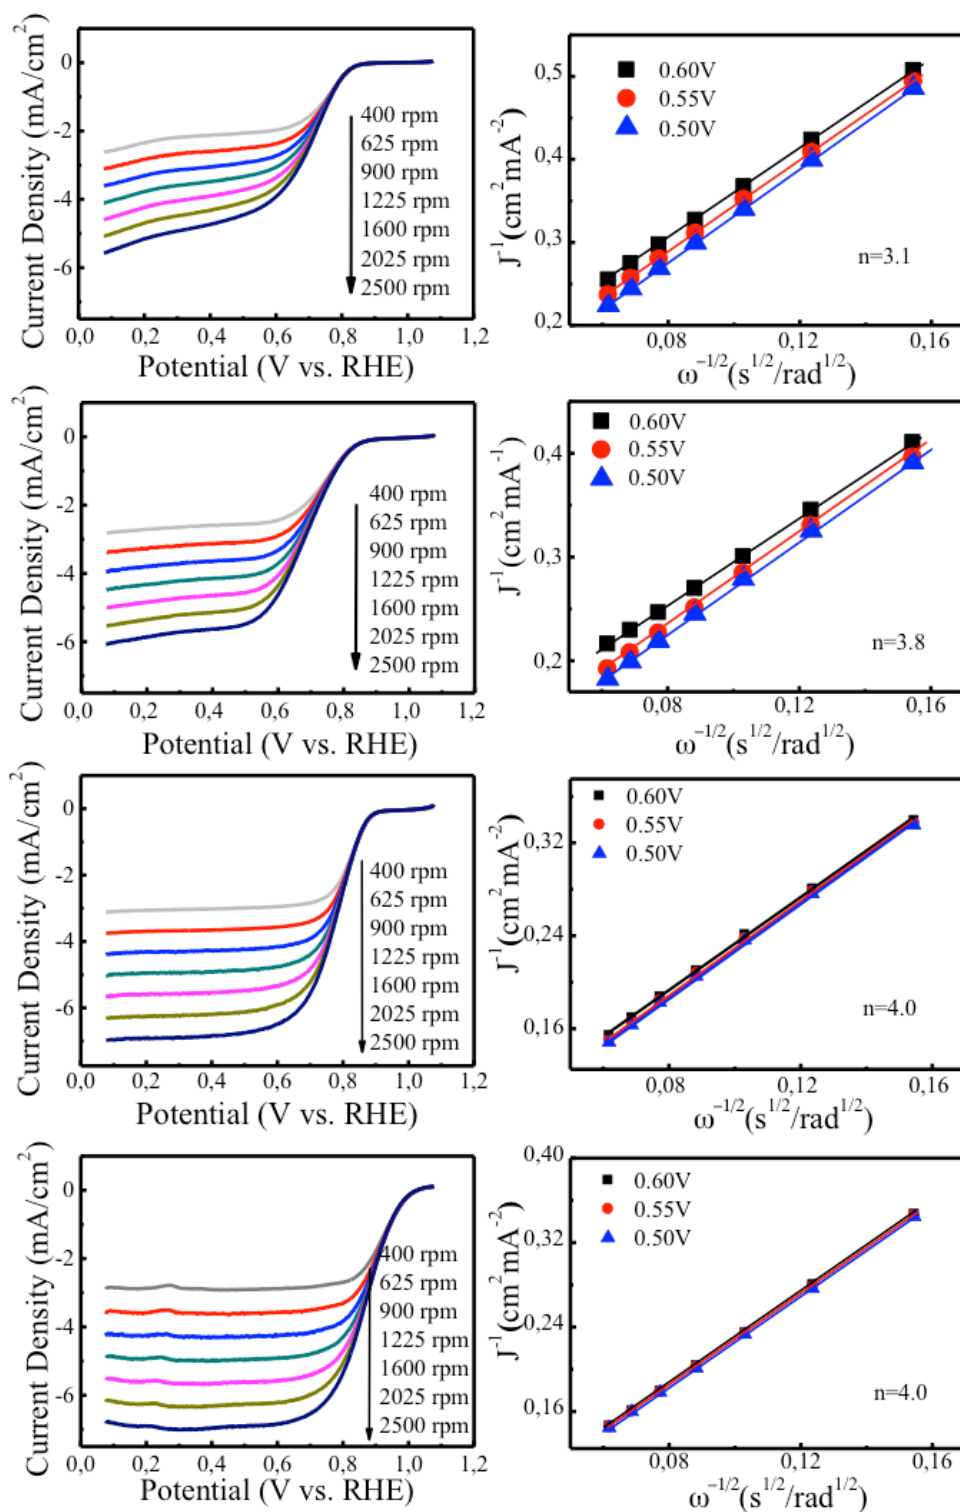 Current Density (mA/cm²)
0
-2
-4
-6
400 rpm
625 rpm
900 rpm
1225 rpm
1600 rpm
2025 rpm
2500 rpm
0,0 0,2 0,4 0,6 0,8 1,0 1,2
Potential (V vs. RHE)
J⁻¹(cm² mA⁻²)
0,5
0,4
0,3
0,2
0.60V
0.55V
0.50V
n=3.1
0,08 0,12 0,16
ω⁻¹/²(s¹/²/rad¹/²)
Current Density (mA/cm²)
0
-2
-4
-6
400 rpm
625 rpm
900 rpm
1225 rpm
1600 rpm
2025 rpm
2500 rpm
0,0 0,2 0,4 0,6 0,8 1,0 1,2
Potential (V vs. RHE)
J⁻¹(cm² mA⁻¹)
0,4
0,3
0,2
0.60V
0.55V
0.50V
n=3.8
0,08 0,12 0,16
ω⁻¹/²(s¹/²/rad¹/²)
Current Density (mA/cm²)
0
-2
-4
-6
400 rpm
625 rpm
900 rpm
1225 rpm
1600 rpm
2025 rpm
2500 rpm
0,0 0,2 0,4 0,6 0,8 1,0 1,2
Potential (V vs. RHE)
J⁻¹(cm² mA⁻²)
0,32
0,24
0,16
0.60V
0.55V
0.50V
n=4.0
0,08 0,12 0,16
ω⁻¹/²(s¹/²/rad¹/²)
Current Density (mA/cm²)
0
-2
-4
-6
400 rpm
625 rpm
900 rpm
1225 rpm
1600 rpm
2025 rpm
2500 rpm
0,0 0,2 0,4 0,6 0,8 1,0 1,2
Potential (V vs. RHE)
J⁻¹(cm² mA⁻²)
0,40
0,32
0,24
0,16
0.60V
0.55V
0.50V
n=4.0
0,08 0,12 0,16
ω⁻¹/²(s¹/²/rad¹/²)